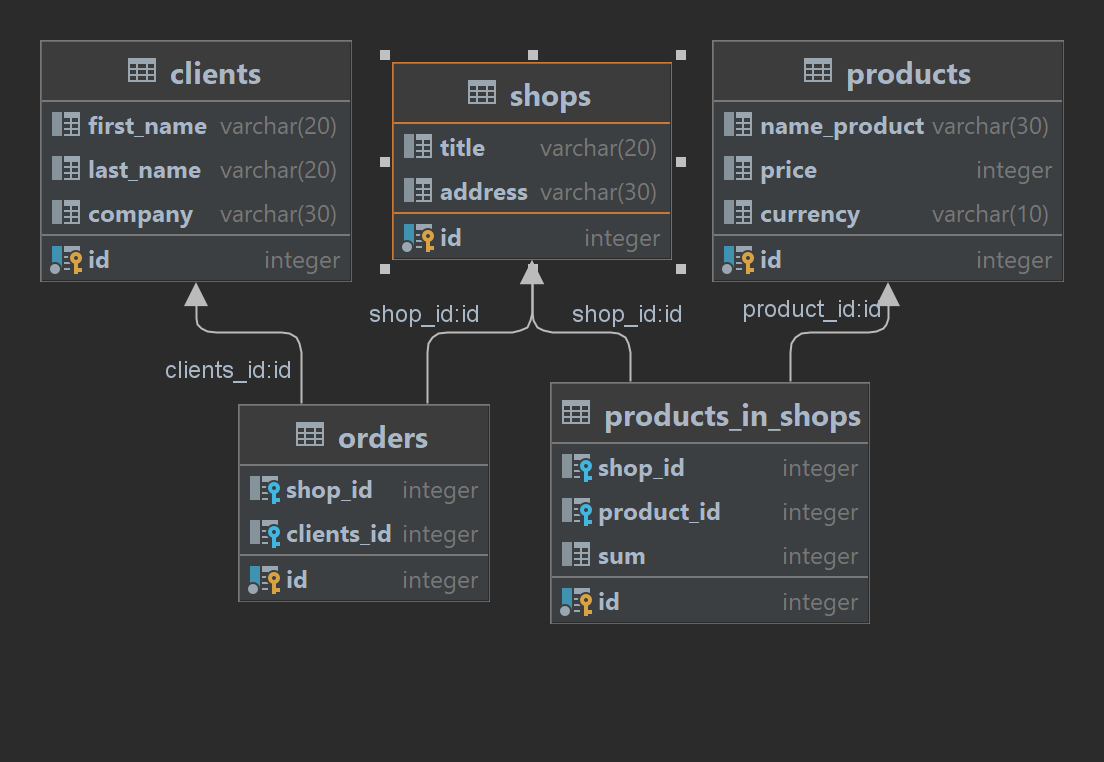 clients
first_name varchar(20)
last_name varchar(20)
company varchar(30)
id integer
shops
title varchar(20)
address varchar(30)
id integer
products
name_product varchar(30)
price integer
currency varchar(10)
id integer
clients_id:id
shop_id:id
shop_id:id
product_id:id
orders
shop_id integer
clients_id integer
id integer
products_in_shops
shop_id integer
product_id integer
sum integer
id integer